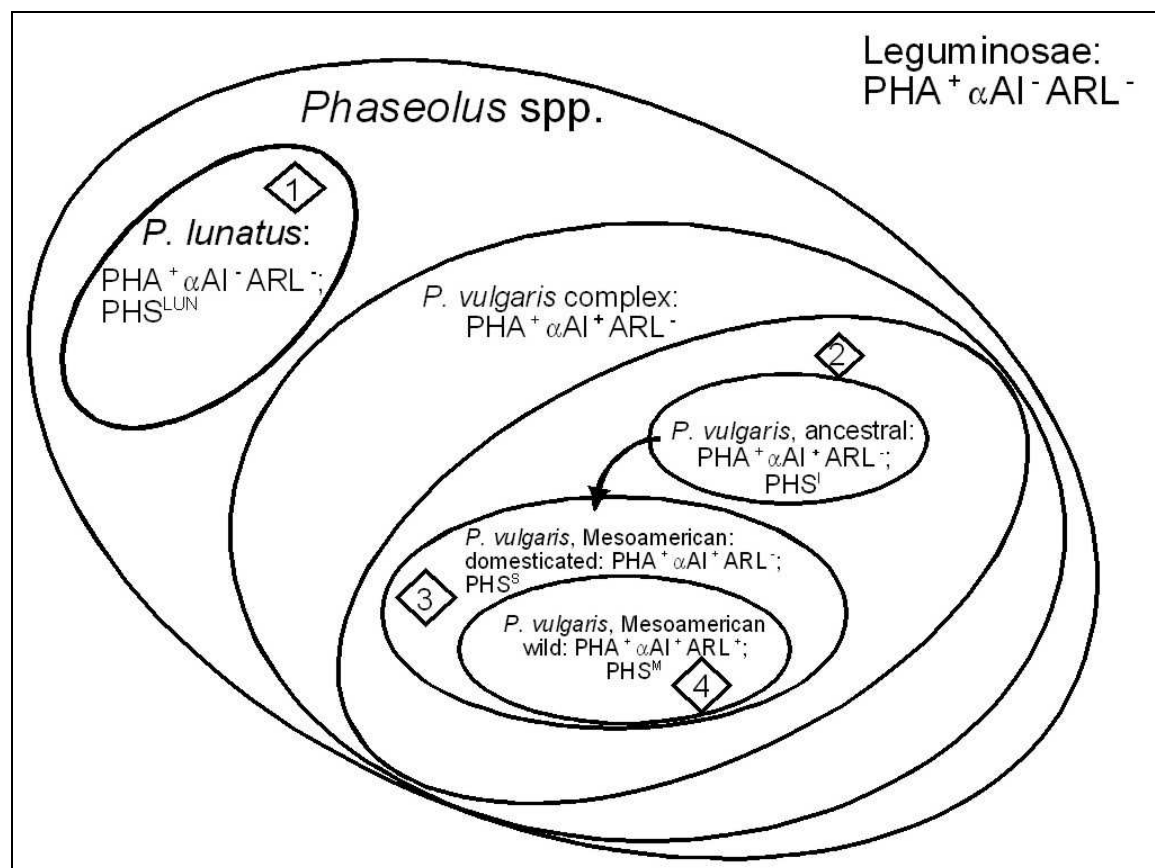 Leguminosae:
PHA⁺ αAI⁻ ARL⁻
Phaseolus spp.
1
P. lunatus:
PHA⁺ αAI⁻ ARL⁻;
PHS^LUN
P. vulgaris complex:
PHA⁺ αAI⁺ ARL⁻
2
P. vulgaris, ancestral:
PHA⁺ αAI⁺ ARL⁻;
PHS^I
P. vulgaris, Mesoamerican:
domesticated: PHA⁺ αAI⁺ ARL⁻;
PHS^S
3
P. vulgaris, Mesoamerican
wild: PHA⁺ αAI⁺ ARL⁺;
PHS^M
4